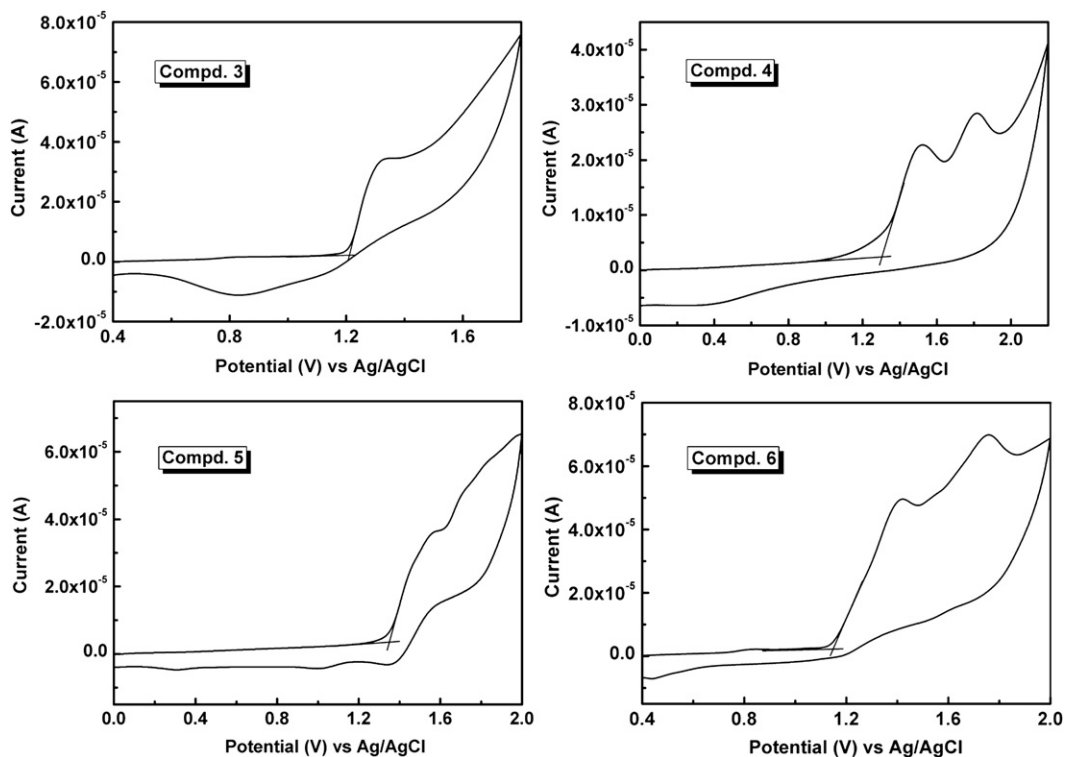 Compd. 3
8.0x10⁻⁵
6.0x10⁻⁵
4.0x10⁻⁵
2.0x10⁻⁵
0.0
-2.0x10⁻⁵
Current (A)
0.4 0.8 1.2 1.6
Potential (V) vs Ag/AgCl
Compd. 4
4.0x10⁻⁵
3.0x10⁻⁵
2.0x10⁻⁵
1.0x10⁻⁵
0.0
-1.0x10⁻⁵
Current (A)
0.0 0.4 0.8 1.2 1.6 2.0
Potential (V) vs Ag/AgCl
Compd. 5
6.0x10⁻⁵
4.0x10⁻⁵
2.0x10⁻⁵
0.0
Current (A)
0.0 0.4 0.8 1.2 1.6 2.0
Potential (V) vs Ag/AgCl
Compd. 6
8.0x10⁻⁵
6.0x10⁻⁵
4.0x10⁻⁵
2.0x10⁻⁵
0.0
Current (A)
0.4 0.8 1.2 1.6 2.0
Potential (V) vs Ag/AgCl